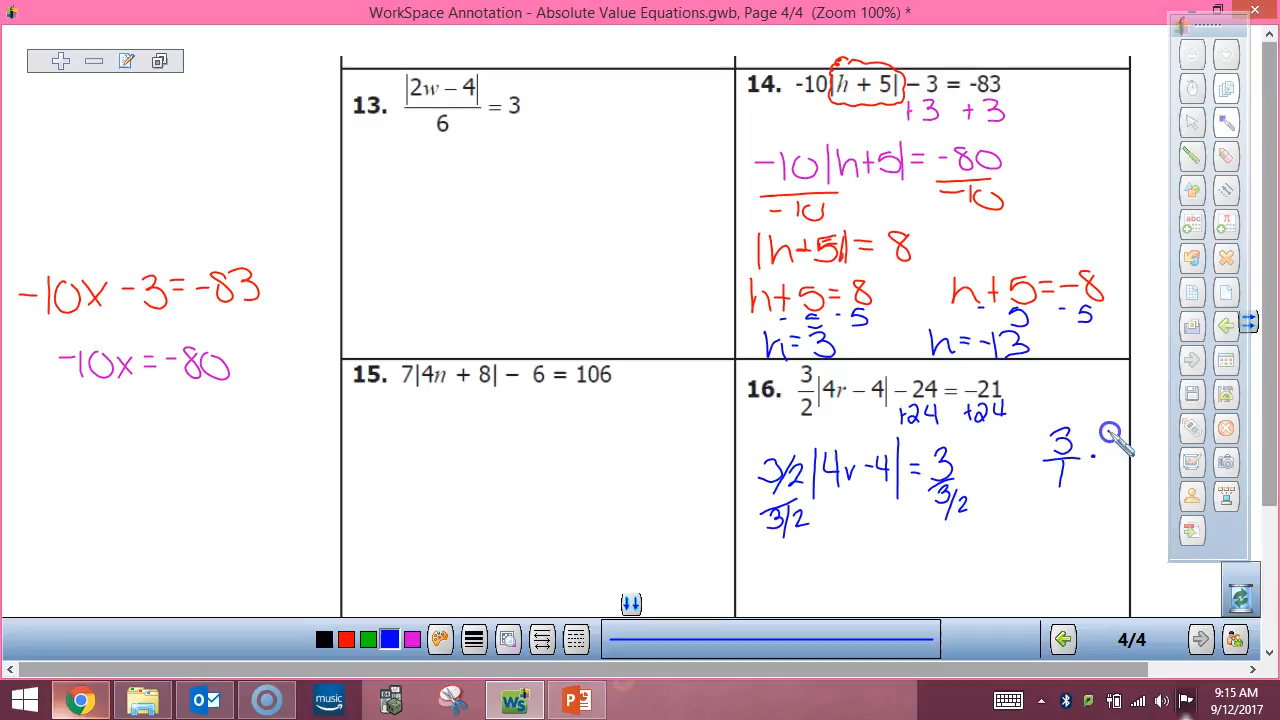 WorkSpace Annotation - Absolute Value Equations.gwb, Page 4/4 (Zoom 100%) *
13. |2w − 4|
6
= 3
14. -10|h + 5| − 3 = -83
+3 +3
-10|h+5| = -80
-10 -10
|h+5| = 8
h+5=8 h+5=-8
- 5 - 5 - 5 - 5
h=3 h=-13
-10x -3=-83
-10x=-80
15. 7|4n + 8| − 6 = 106
16. 3/2|4r − 4| − 24 = −21
+24 +24
3/2|4r-4| = 3
3/2 3/2
3/1 ·
abc
π
4/4
music
W
S
P
9:15 AM
9/12/2017